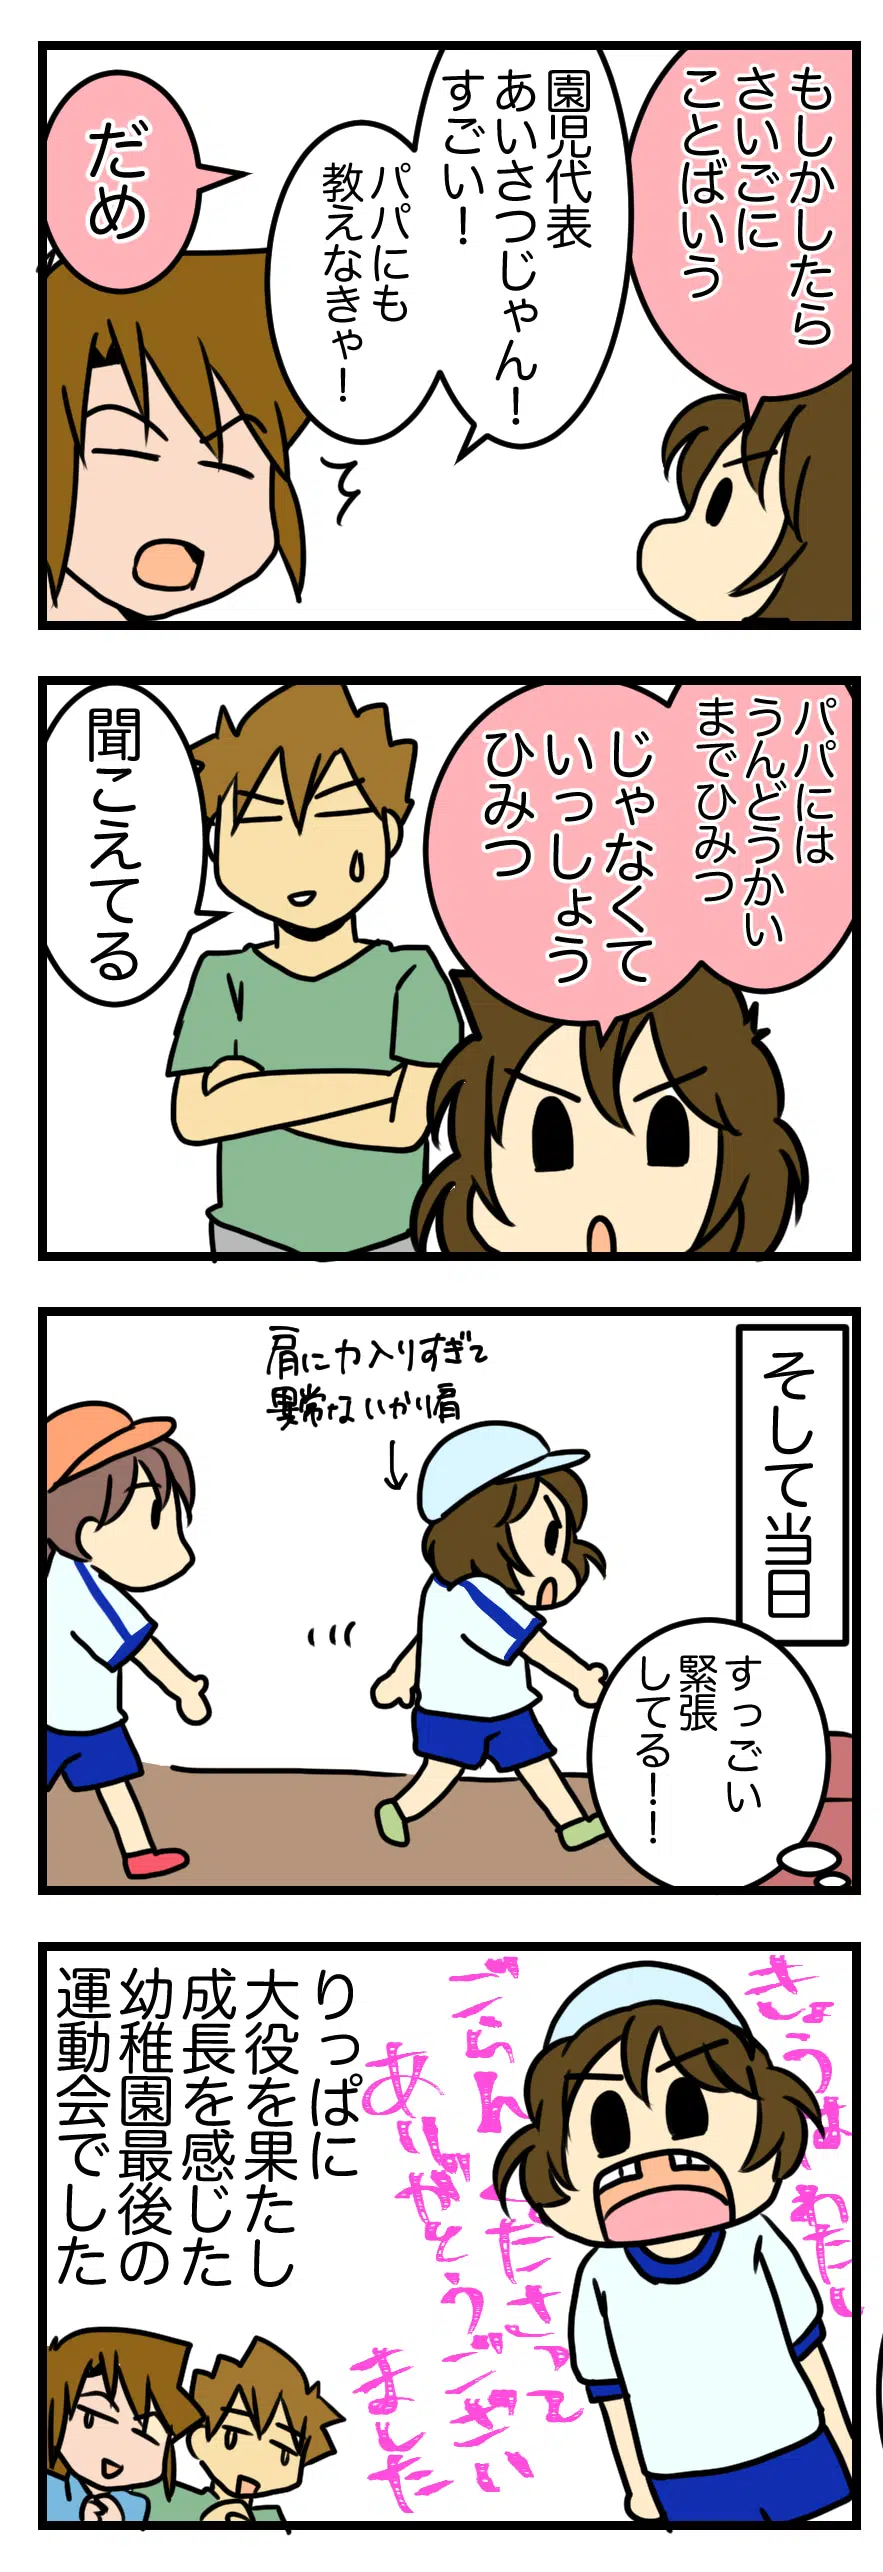 もしかしたら
さいごに
ことばいう
園児代表
あいさつじゃん！
すごい！
パパにも
教えなきゃ！
だめ
パパには
うんどうかい
までひみつ
じゃなくて
いっしょう
ひみつ
聞こえてる
そして当日
肩に力入りすぎて
異常ないかり肩
すっごい
緊張
してる！！
きょうは わたし
ごらん くださって
ありがとうござい
ました
りっぱに
大役を果たし
成長を感じた
幼稚園最後の
運動会でした